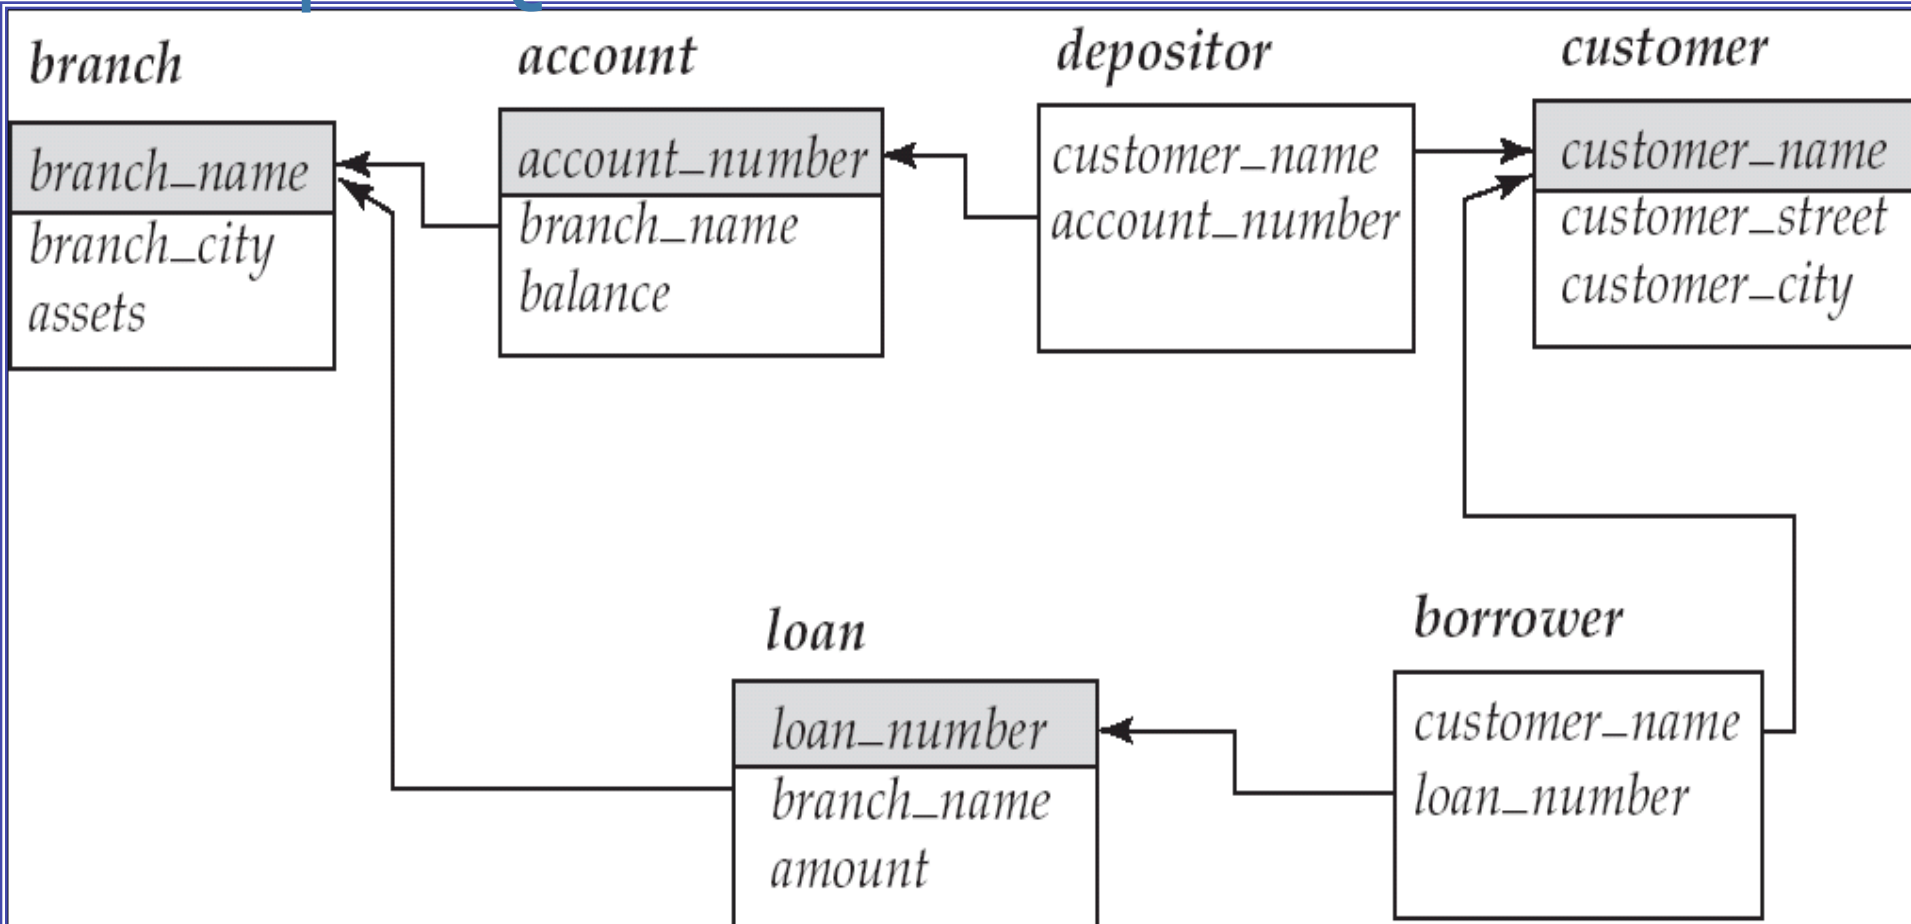 branch
branch_name
branch_city
assets
account
account_number
branch_name
balance
depositor
customer_name
account_number
customer
customer_name
customer_street
customer_city
loan
loan_number
branch_name
amount
borrower
customer_name
loan_number